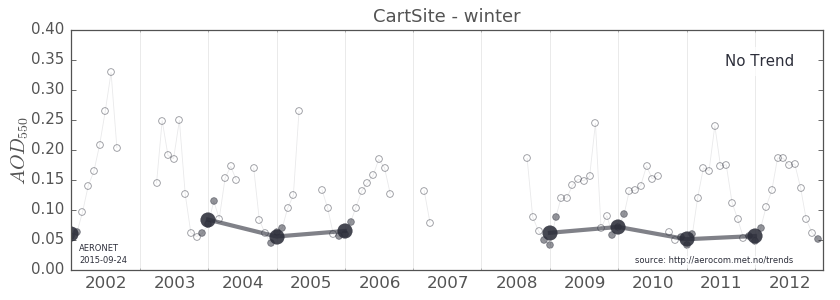 CartSite - winter
0.40
No Trend
0.35
0.30
0.25
0.20
0.15
0.10
0.05
0.00
AOD550
AERONET
2015-09-24
source: http://aerocom.met.no/trends
2002 2003 2004 2005 2006 2007 2008 2009 2010 2011 2012